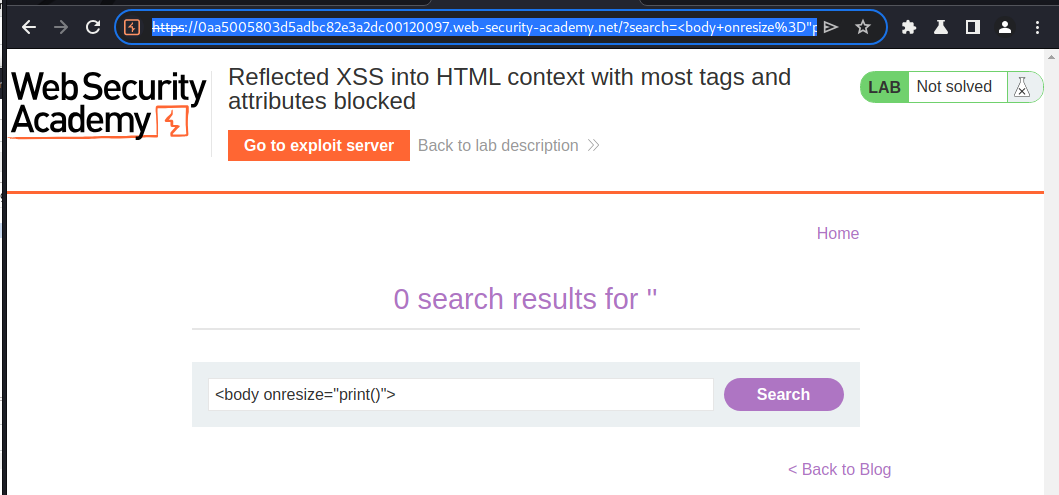 https://0aa5005803d5adbc82e3a2dc00120097.web-security-academy.net/?search=<body+onresize%3D"p
Web Security
Academy
Reflected XSS into HTML context with most tags and
attributes blocked
LAB Not solved
Go to exploit server Back to lab description
Home
0 search results for ''
<body onresize="print()">
Search
< Back to Blog